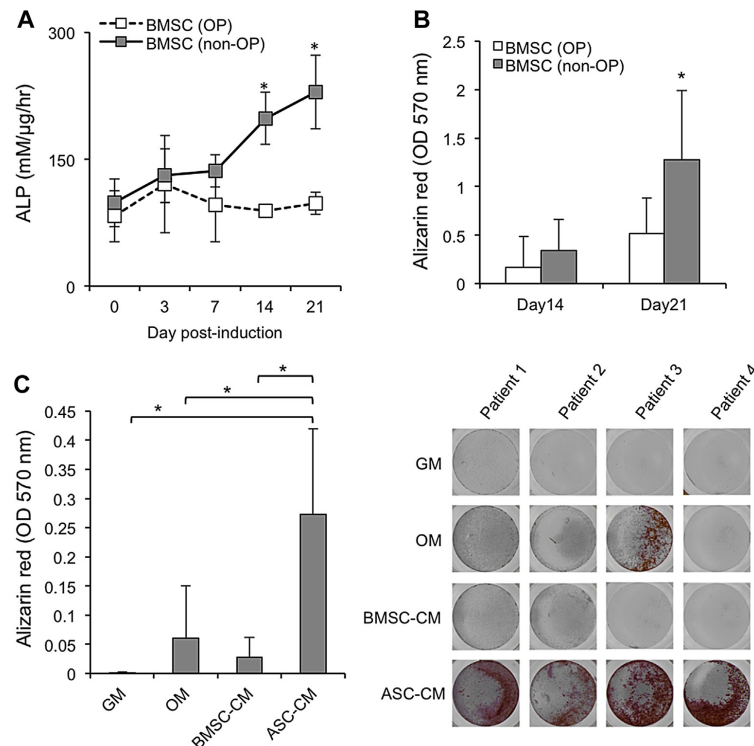 A
BMSC (OP)
BMSC (non-OP)
300
150
0
ALP (mM/µg/hr)
*
*
0 3 7 14 21
Day post-induction
B
BMSC (OP)
BMSC (non-OP)
2.5
2
1.5
1
0.5
0
Alizarin red (OD 570 nm)
*
Day14 Day21
C
*
*
*
0.45
0.4
0.35
0.3
0.25
0.2
0.15
0.1
0.05
0
Alizarin red (OD 570 nm)
GM OM BMSC-CM ASC-CM
Patient 1 Patient 2 Patient 3 Patient 4
GM
OM
BMSC-CM
ASC-CM